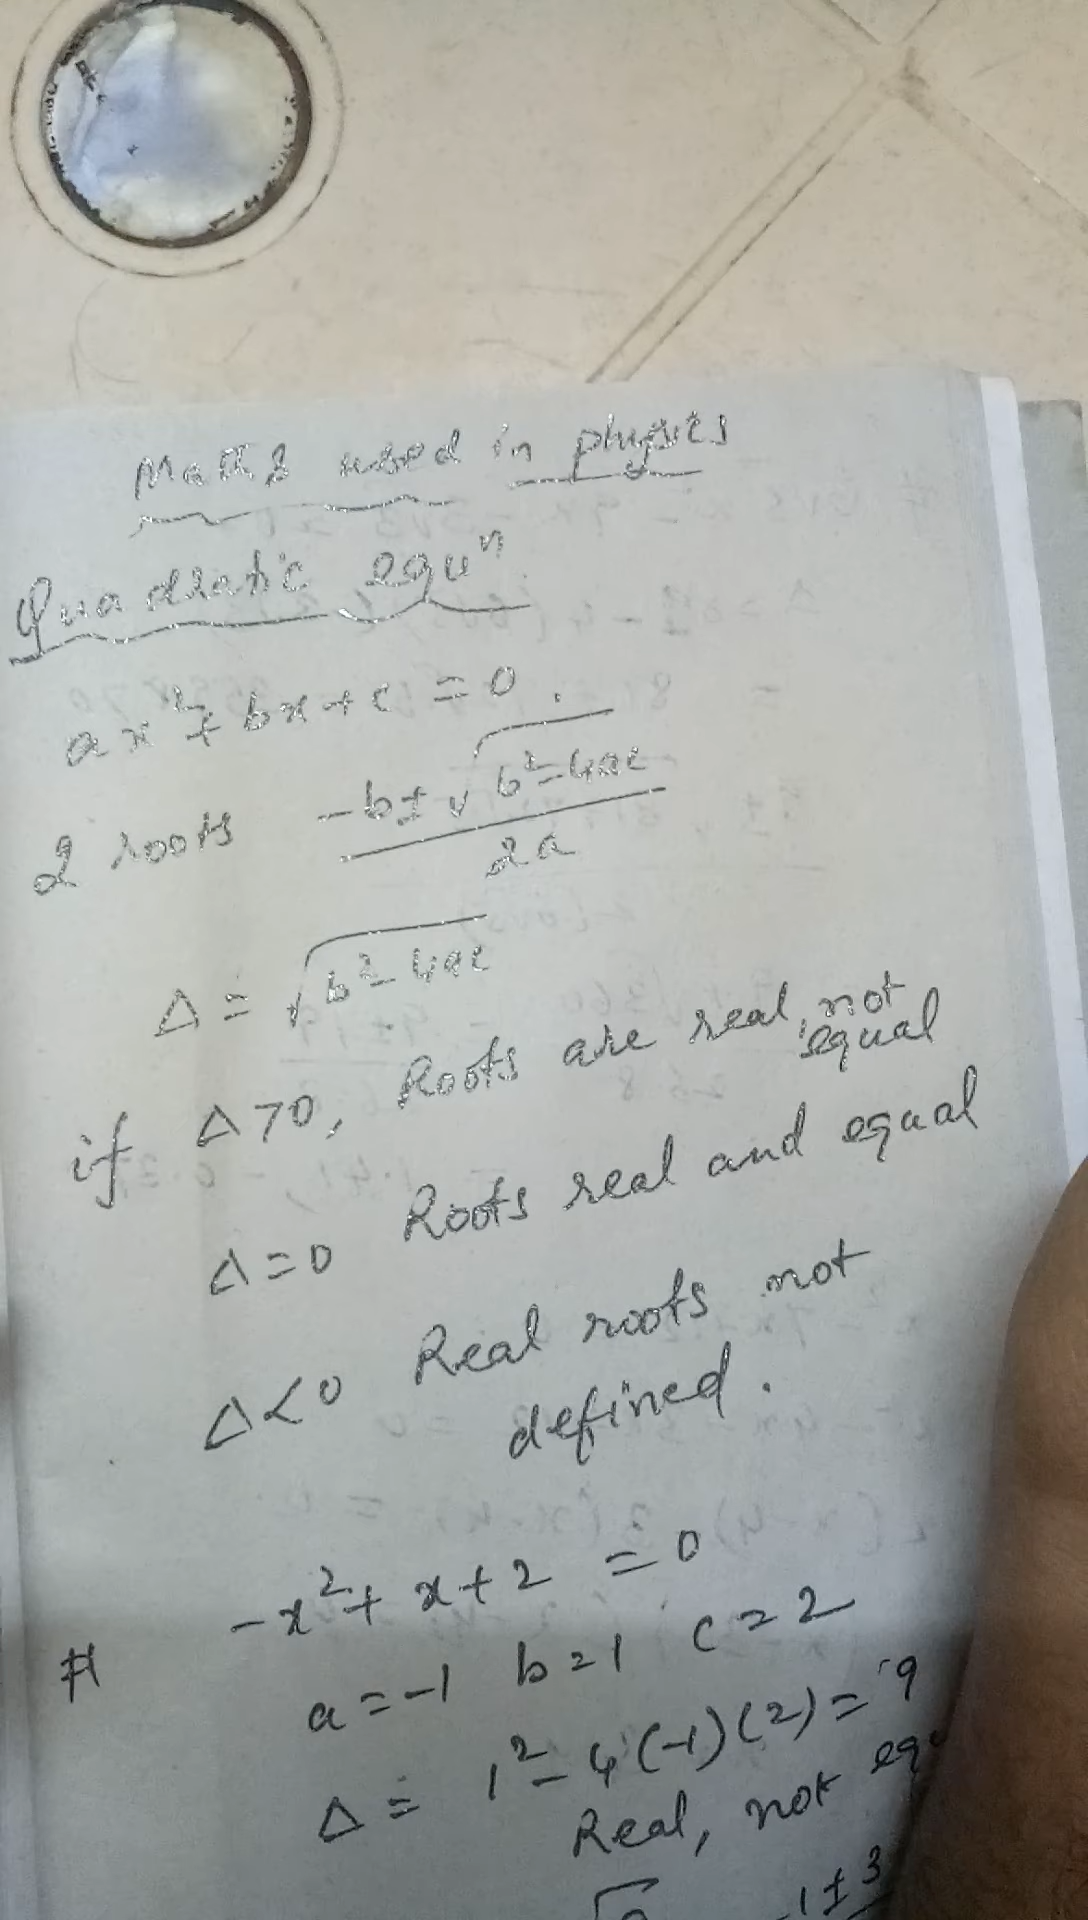 Maths used in physics
Quadratic equⁿ
ax² + bx + c = 0.
2 roots -b ± √b²-4ac
2a
Δ = √b²-4ac
if Δ>0, Roots are real, not
equal
Δ=0 Roots real and equal
Δ<0 Real roots not
defined.
# -x² + x + 2 = 0
a = -1 b = 1 c = 2
Δ = 1² - 4(-1)(2) = 9
Real, not
1 ± 3